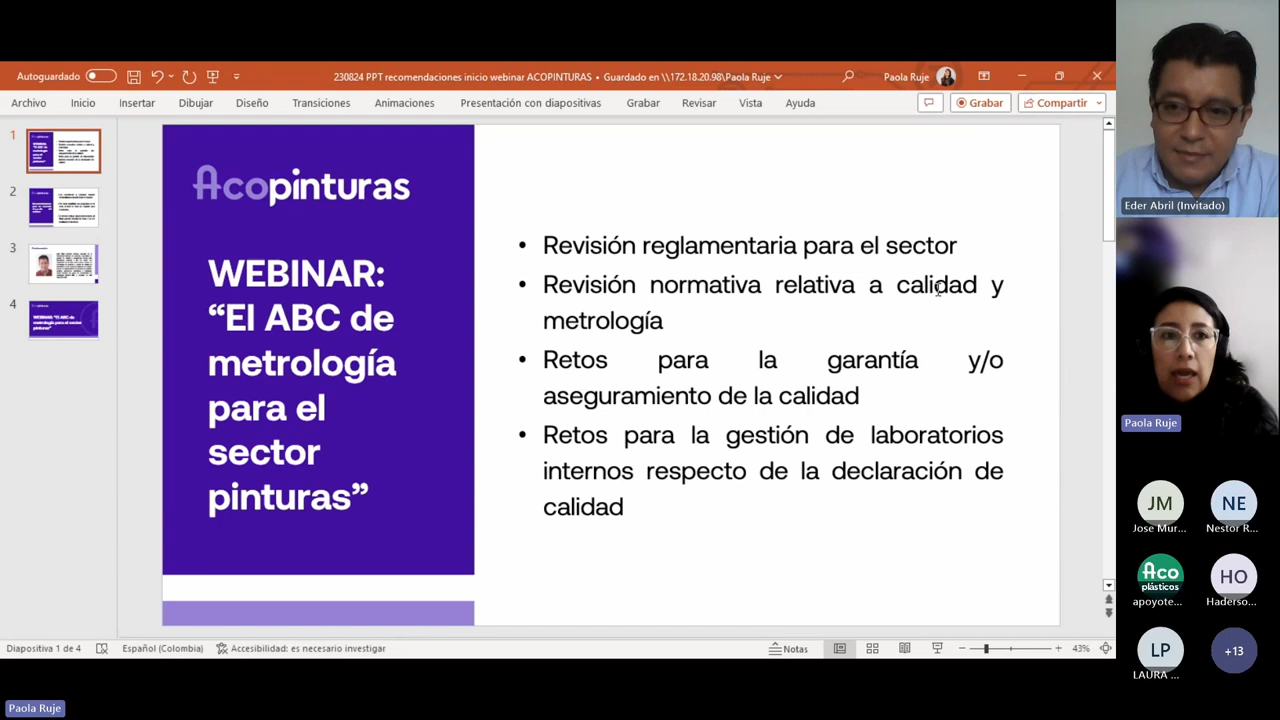 Autoguardado
230824 PPT recomendaciones inicio webinar ACOPINTURAS • Guardado en \\172.18.20.98\Paola Ruje
Paola Ruje
Archivo Inicio Insertar Dibujar Diseño Transiciones Animaciones Presentación con diapositivas Grabar Revisar Vista Ayuda
Grabar
Compartir
1
2
3
4
Acopinturas
WEBINAR:
“El ABC de
metrología
para el
sector
pinturas”
• Revisión reglamentaria para el sector
• Revisión normativa relativa a calidad y
metrología
• Retos para la garantía y/o
aseguramiento de la calidad
• Retos para la gestión de laboratorios
internos respecto de la declaración de
calidad
Diapositiva 1 de 4
Español (Colombia)
Accesibilidad: es necesario investigar
Notas
43%
Eder Abril (Invitado)
Paola Ruje
JM
Jose Mur...
NE
Nestor R...
Aco
plásticos
apoyote...
HO
Haderso...
LP
LAURA ...
+13
Paola Ruje